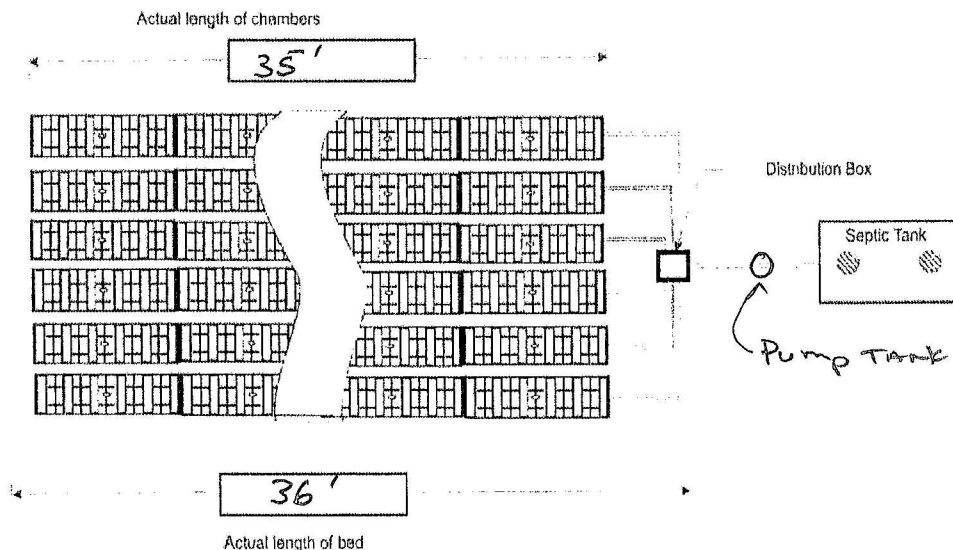 Actual length of chambers
35'
Distribution Box
Septic Tank
Pump TANK
36'
Actual length of bed